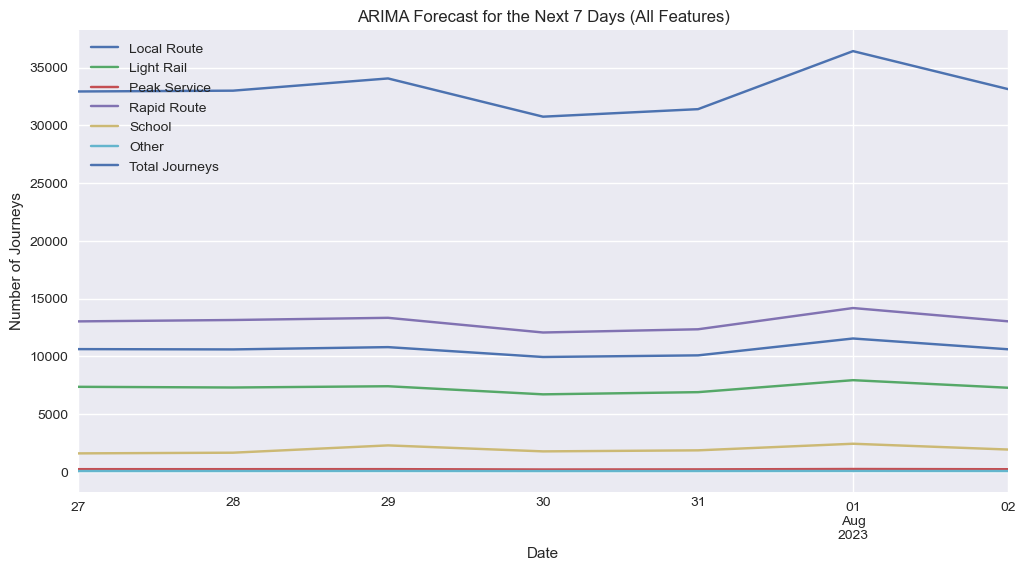 ARIMA Forecast for the Next 7 Days (All Features)
Local Route
Light Rail
Peak Service
Rapid Route
School
Other
Total Journeys
35000
30000
25000
20000
15000
10000
5000
0
Number of Journeys
27
28
29
30
31
01
Aug
2023
02
Date